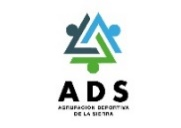 ADS
AGRUPACIÓN DEPORTIVA
DE LA SIERRA